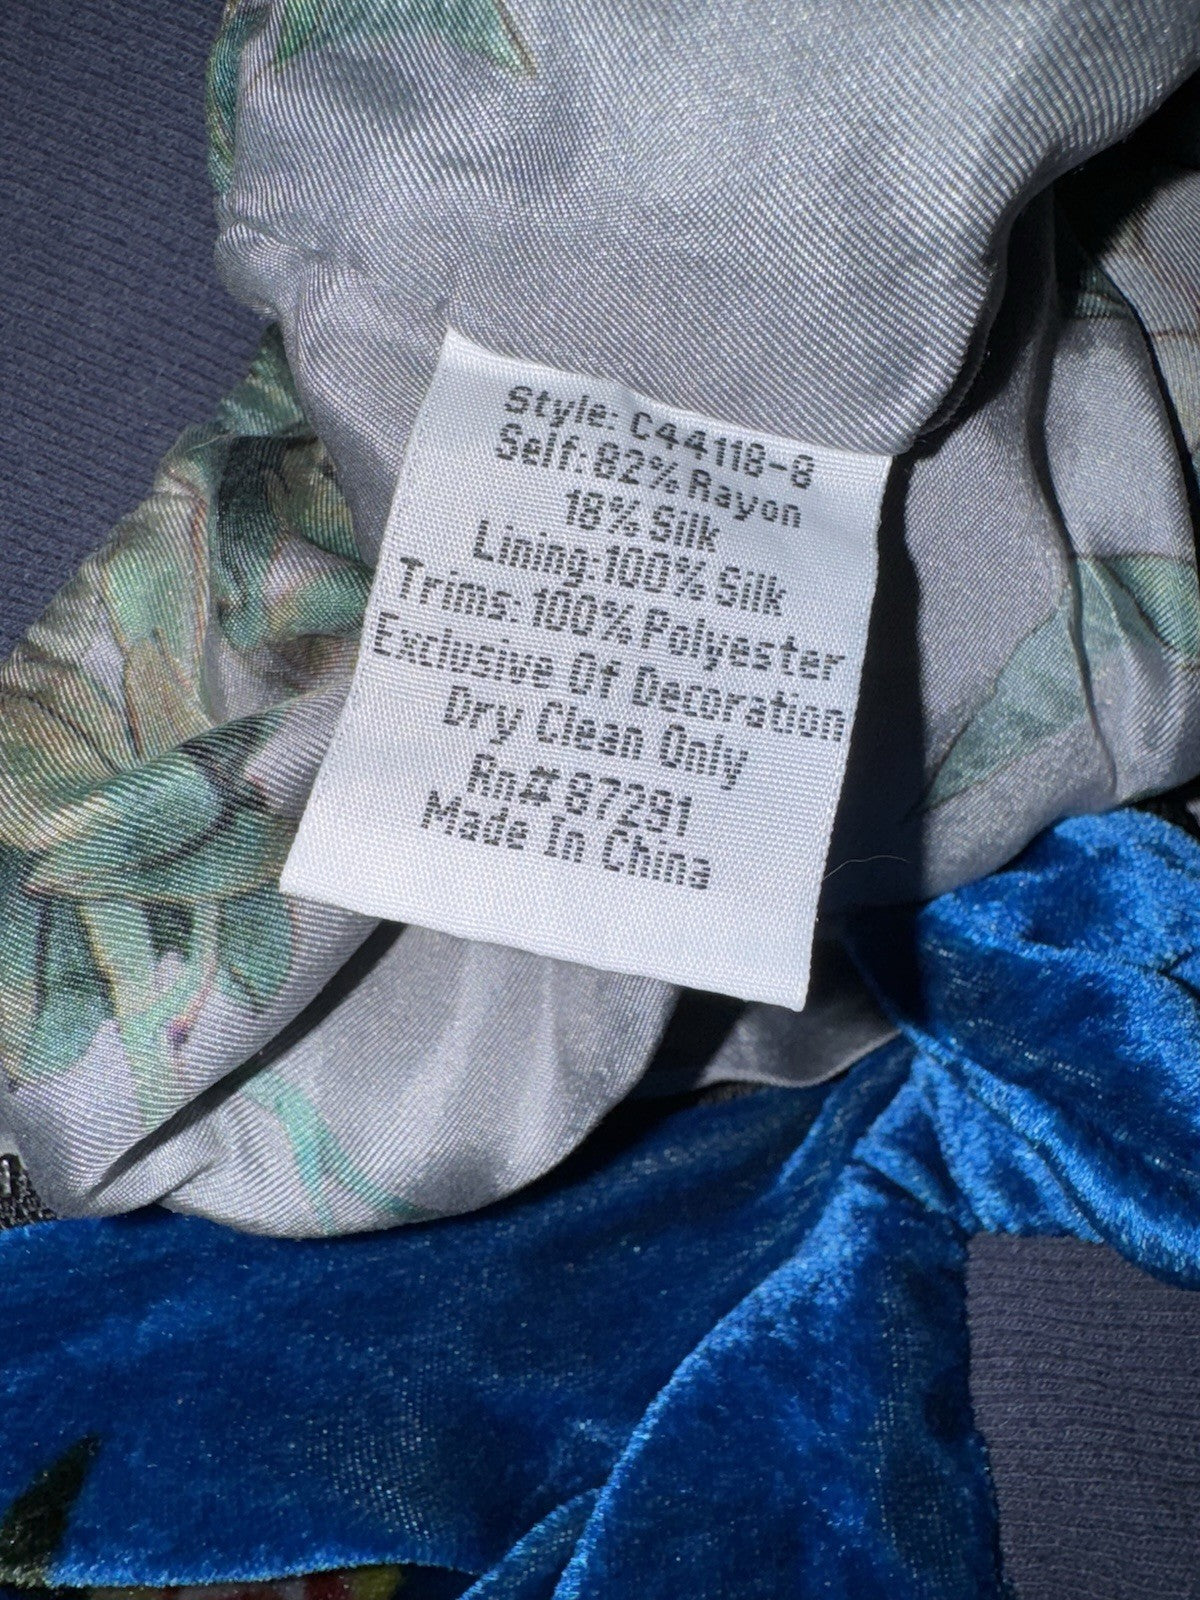 Style: C44118-8
Self:82% Rayon
18% Silk
Lining:100% Silk
Trims:100% Polyester
Exclusive Of Decoration
Dry Clean Only
Rn# 87291
Made In China